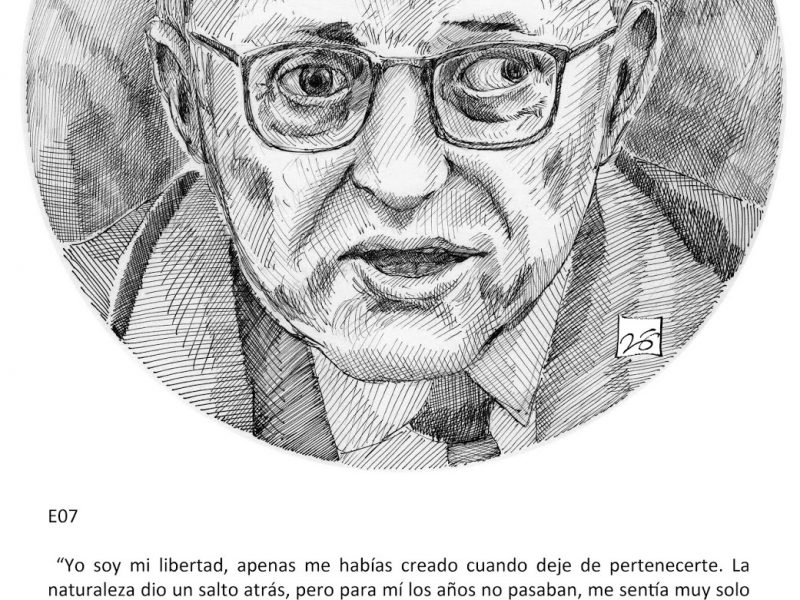 26
E07
“Yo soy mi libertad, apenas me habías creado cuando deje de pertenecerte. La
naturaleza dio un salto atrás, pero para mí los años no pasaban, me sentía muy solo